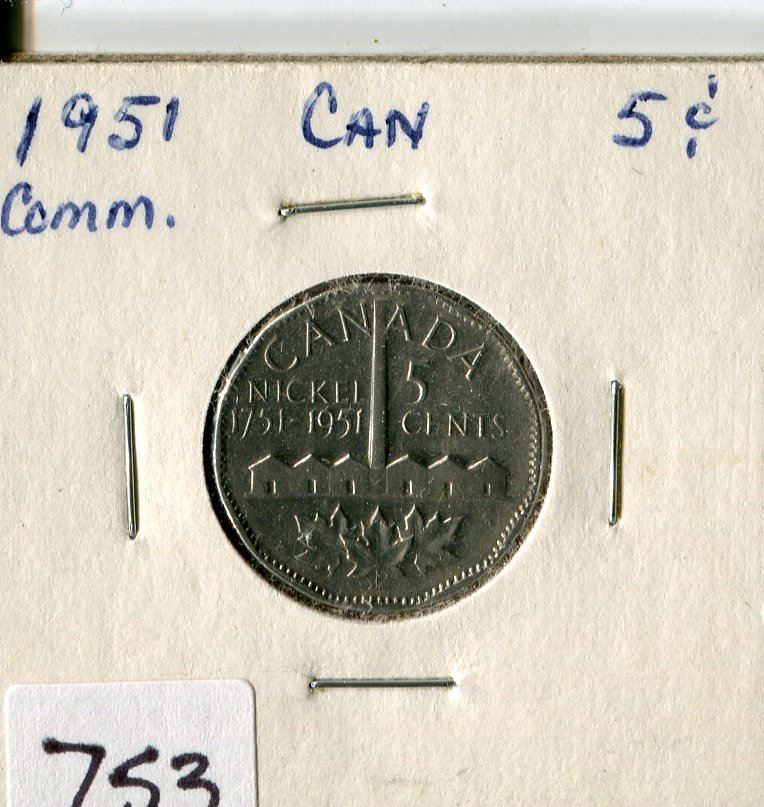 1951 CAN 5¢
Comm.
CANADA
NICKEL 5
1751-1951 CENTS
753